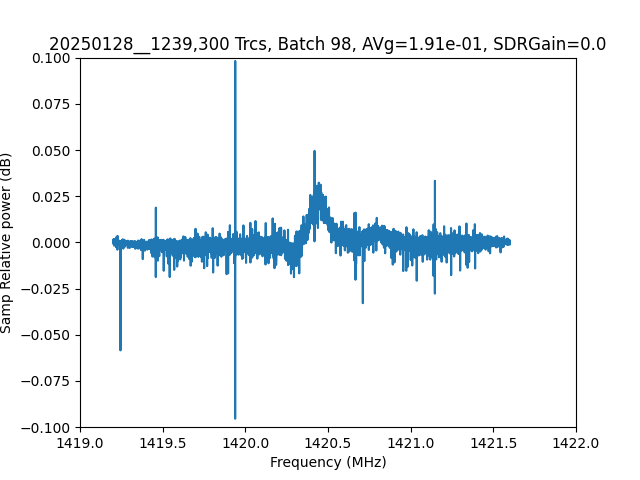 20250128__1239,300 Trcs, Batch 98, AVg=1.91e-01, SDRGain=0.0
0.100
0.075
0.050
0.025
0.000
−0.025
−0.050
−0.075
−0.100
Samp Relative power (dB)
1419.0 1419.5 1420.0 1420.5 1421.0 1421.5 1422.0
Frequency (MHz)